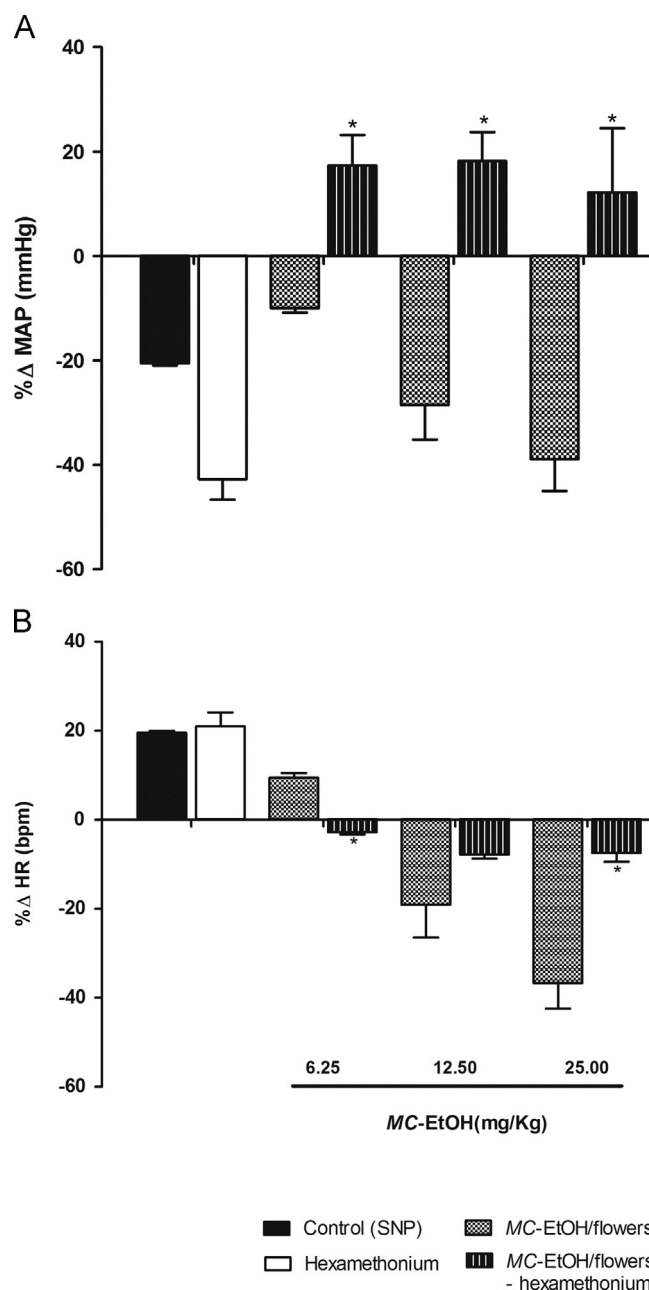 A
40
20
0
-20
-40
-60
%Δ MAP (mmHg)
* * *
B
40
20
0
-20
-40
-60
%Δ HR (bpm)
* *
6.25 12.50 25.00
MC-EtOH(mg/Kg)
Control (SNP) MC-EtOH/flowers
Hexamethonium MC-EtOH/flowers
- hexamethonium